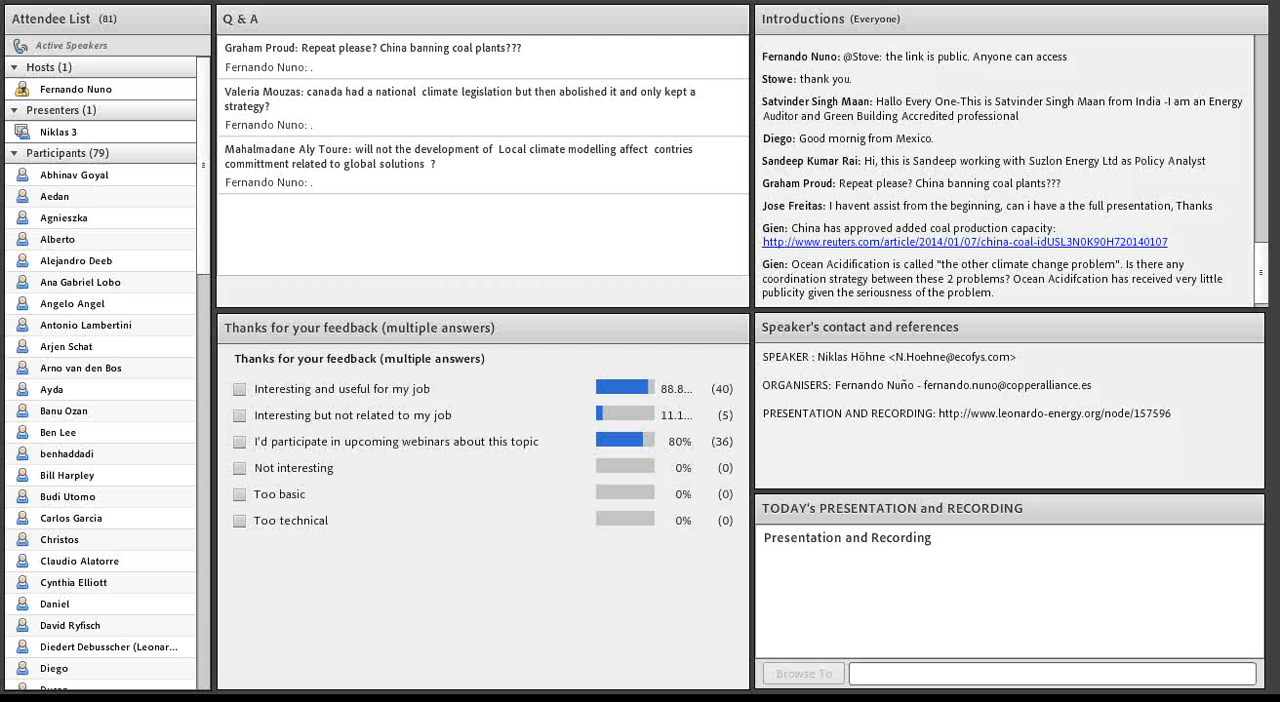 Attendee List (81)
Active Speakers
Hosts (1)
Fernando Nuno
Presenters (1)
Niklas 3
Participants (79)
Abhinav Goyal
Aedan
Agnieszka
Alberto
Alejandro Deeb
Ana Gabriel Lobo
Angelo Angel
Antonio Lambertini
Arjen Schat
Arno van den Bos
Ayda
Banu Ozan
Ben Lee
benhaddadi
Bill Harpley
Budi Utomo
Carlos Garcia
Christos
Claudio Alatorre
Cynthia Elliott
Daniel
David Ryfisch
Diedert Debusscher (Leonar...
Diego
Q & A
Graham Proud: Repeat please? China banning coal plants???
Fernando Nuno: .
Valeria Mouzas: canada had a national climate legislation but then abolished it and only kept a
strategy?
Fernando Nuno: .
Mahalmadane Aly Toure: will not the development of Local climate modelling affect contries
committment related to global solutions ?
Fernando Nuno: .
Thanks for your feedback (multiple answers)
Thanks for your feedback (multiple answers)
Interesting and useful for my job 88.8... (40)
Interesting but not related to my job 11.1... (5)
I'd participate in upcoming webinars about this topic 80% (36)
Not interesting 0% (0)
Too basic 0% (0)
Too technical 0% (0)
Introductions (Everyone)
Fernando Nuno: @Stove: the link is public. Anyone can access
Stowe: thank you.
Satvinder Singh Maan: Hallo Every One-This is Satvinder Singh Maan from India -I am an Energy
Auditor and Green Building Accredited professional
Diego: Good mornig from Mexico.
Sandeep Kumar Rai: Hi, this is Sandeep working with Suzlon Energy Ltd as Policy Analyst
Graham Proud: Repeat please? China banning coal plants???
Jose Freitas: I havent assist from the beginning, can i have a the full presentation, Thanks
Gien: China has approved added coal production capacity:
http://www.reuters.com/article/2014/01/07/china-coal-idUSL3N0K90H720140107
Gien: Ocean Acidification is called "the other climate change problem". Is there any
coordination strategy between these 2 problems? Ocean Acidifcation has received very little
publicity given the seriousness of the problem.
Speaker's contact and references
SPEAKER : Niklas Höhne <N.Hoehne@ecofys.com>
ORGANISERS: Fernando Nuño - fernando.nuno@copperalliance.es
PRESENTATION AND RECORDING: http://www.leonardo-energy.org/node/157596
TODAY's PRESENTATION and RECORDING
Presentation and Recording
Browse To